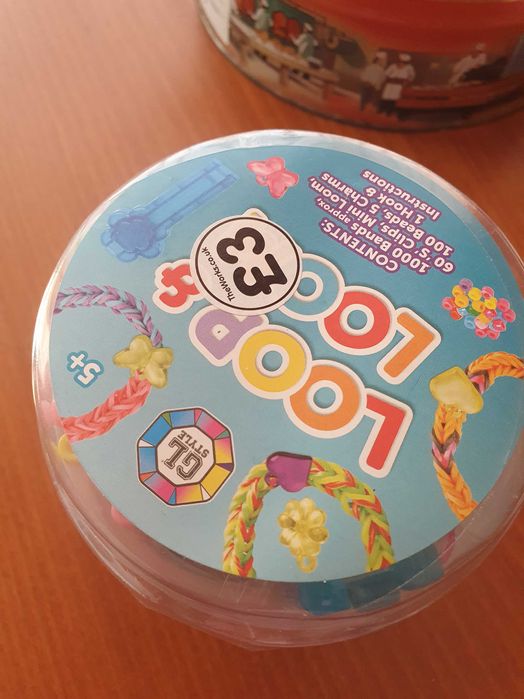 GL
STYLE
5+
LOOP &
LOO
£3
TheWorks.co.uk
CONTENTS:
1000 Bands approx,
60 'S' Clips, Mini Loom,
100 Beads, 5 Charms
1 Hook &
Instructions